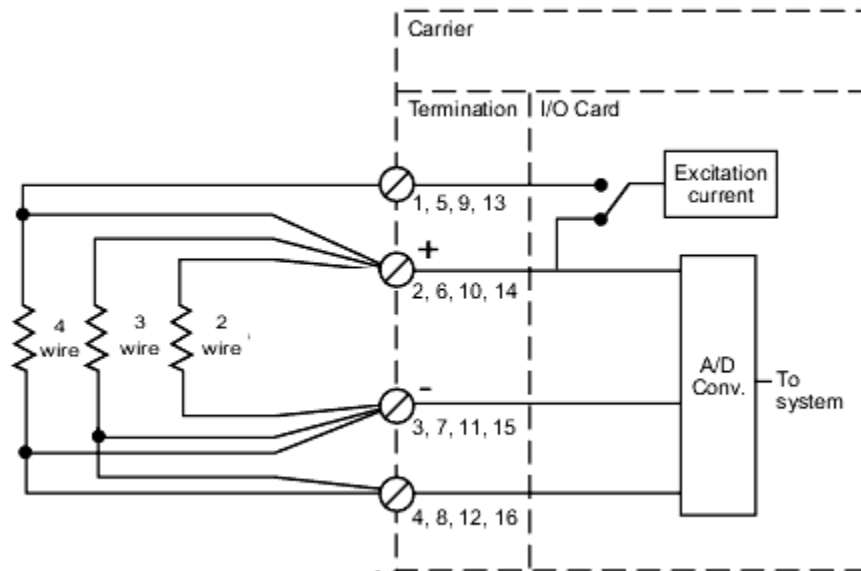 Carrier
Termination
I/O Card
Excitation
current
1, 5, 9, 13
+
2, 6, 10, 14
4
wire
3
wire
2
wire
A/D
Conv.
To
system
-
3, 7, 11, 15
4, 8, 12, 16